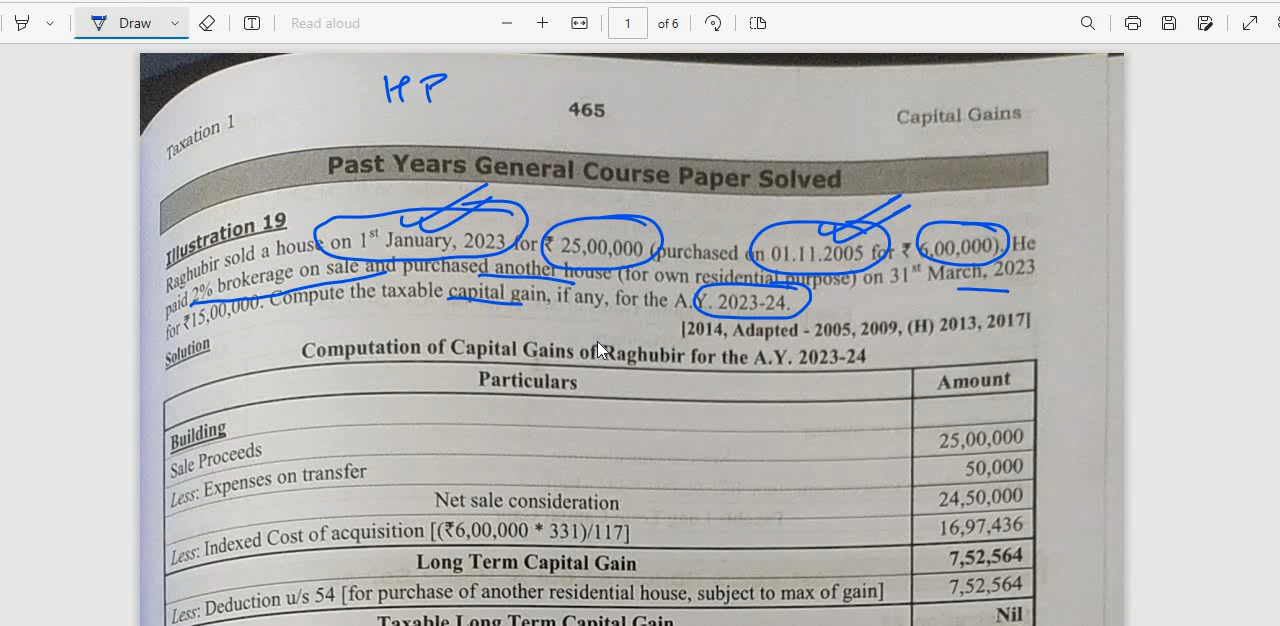 Draw
Read aloud
1 of 6
H P
Taxation 1
465
Capital Gains
Past Years General Course Paper Solved
Illustration 19
Raghubir sold a house on 1st January, 2023 for ₹ 25,00,000 (purchased on 01.11.2005 for ₹ 6,00,000). He
paid 2% brokerage on sale and purchased another house (for own residential purpose) on 31st March, 2023
for ₹15,00,000. Compute the taxable capital gain, if any, for the A.Y. 2023-24.
[2014, Adapted - 2005, 2009, (H) 2013, 2017]
Solution
Computation of Capital Gains of Raghubir for the A.Y. 2023-24
Particulars Amount
Building
Sale Proceeds 25,00,000
Less: Expenses on transfer 50,000
Net sale consideration 24,50,000
Less: Indexed Cost of acquisition [(₹6,00,000 * 331)/117] 16,97,436
Long Term Capital Gain 7,52,564
Less: Deduction u/s 54 [for purchase of another residential house, subject to max of gain] 7,52,564
Taxable Long Term Capital Gain Nil